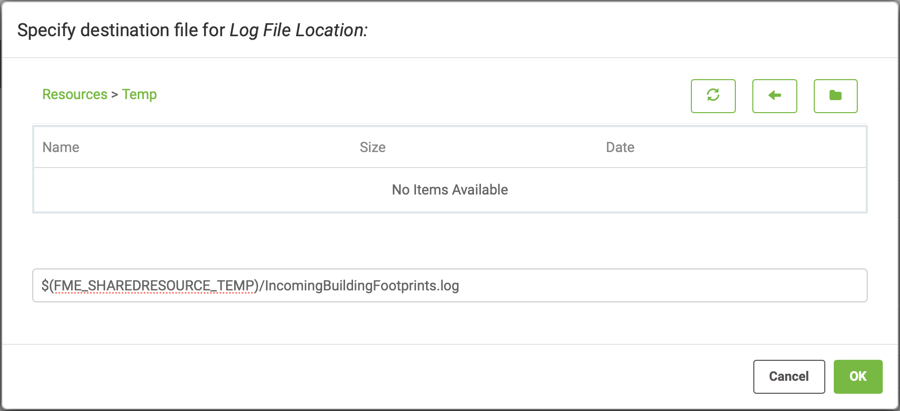 Specify destination file for Log File Location:
Resources > Temp
Name Size Date
No Items Available
$(FME_SHAREDRESOURCE_TEMP)/IncomingBuildingFootprints.log
Cancel OK